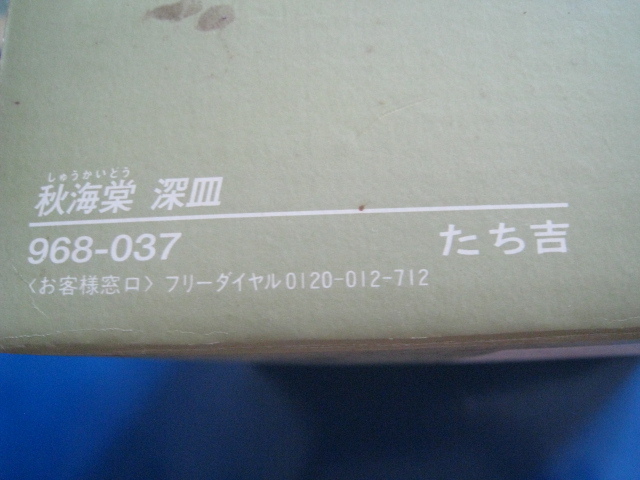 しゅうかいどう
秋海棠 深皿
968-037 たち吉
〈お客様窓口〉フリーダイヤル0120-012-712